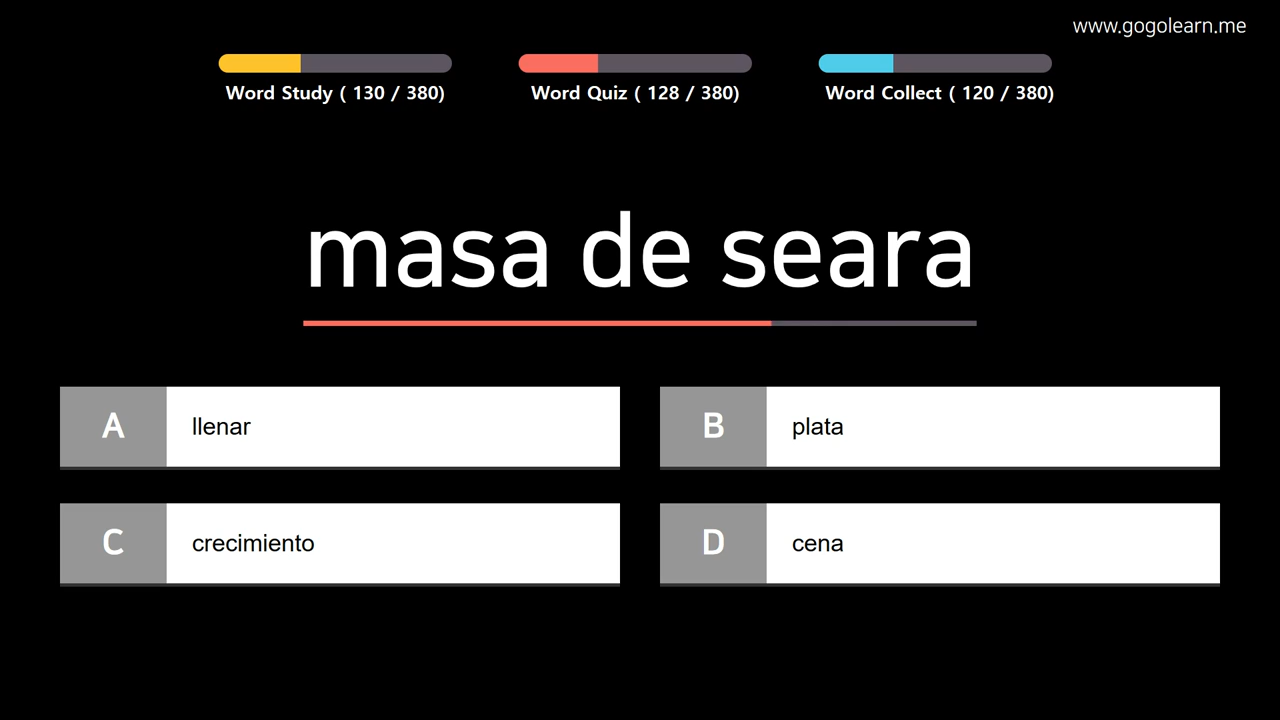 www.gogolearn.me
Word Study ( 130 / 380)
Word Quiz ( 128 / 380)
Word Collect ( 120 / 380)
masa de seara
A
llenar
B
plata
C
crecimiento
D
cena